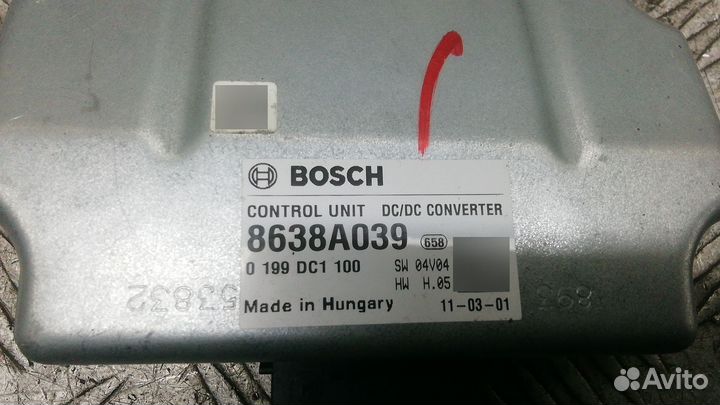 BOSCH
CONTROL UNIT DC/DC CONVERTER
8638A039 658
0 199 DC1 100 SW 04V04
HW H.05
Made in Hungary 11-03-01
53832
893
Avito